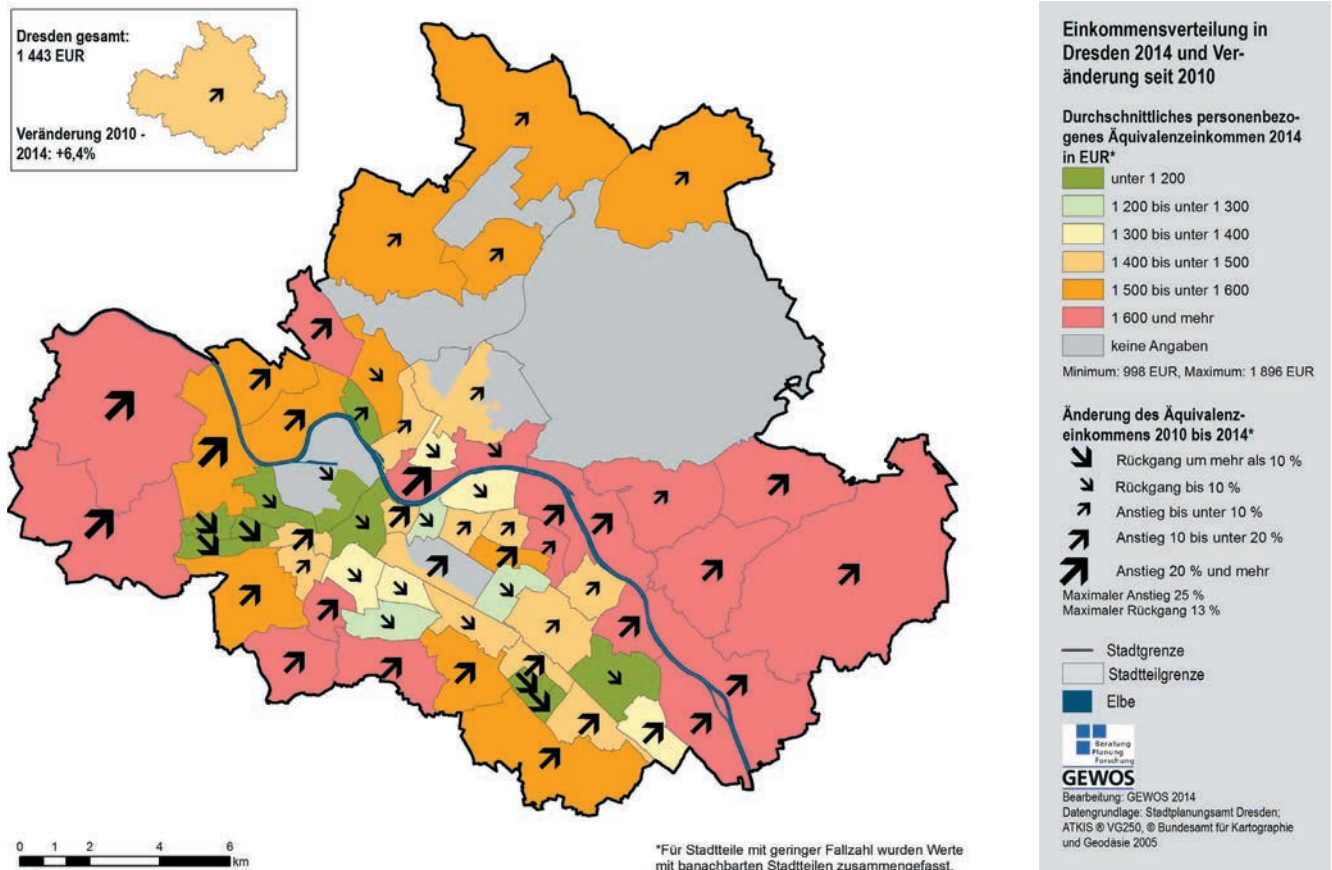 Dresden gesamt:
1 443 EUR
Veränderung 2010 -
2014: +6,4%
0 1 2 4 6
km
*Für Stadtteile mit geringer Fallzahl wurden Werte
mit banachbarten Stadtteilen zusammengefasst.
Einkommensverteilung in
Dresden 2014 und Ver-
änderung seit 2010
Durchschnittliches personenbezo-
genes Äquivalenzeinkommen 2014
in EUR*
unter 1 200
1 200 bis unter 1 300
1 300 bis unter 1 400
1 400 bis unter 1 500
1 500 bis unter 1 600
1 600 und mehr
keine Angaben
Minimum: 998 EUR, Maximum: 1 896 EUR
Änderung des Äquivalenz-
einkommens 2010 bis 2014*
Rückgang um mehr als 10 %
Rückgang bis 10 %
Anstieg bis unter 10 %
Anstieg 10 bis unter 20 %
Anstieg 20 % und mehr
Maximaler Anstieg 25 %
Maximaler Rückgang 13 %
Stadtgrenze
Stadtteilgrenze
Elbe
Beratung
Planung
Forschung
GEWOS
Bearbeitung: GEWOS 2014
Datengrundlage: Stadtplanungsamt Dresden;
ATKIS ® VG250, © Bundesamt für Kartographie
und Geodäsie 2005